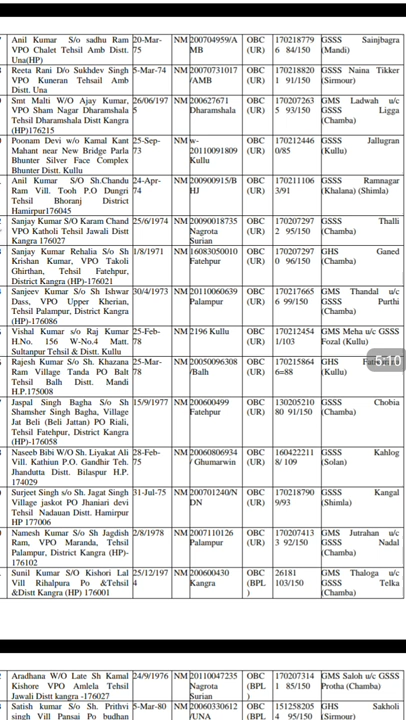 Anil Kumar S/o sadhu Ram 20-Mar- NM 200704959/A OBC 170218779 GSSS Sainjbagra
VPO Chalet Tehsil Amb Distt. 75 MB (UR) 6 84/150 (Mandi)
Una(HP)
Reeta Rani D/o Sukhdev Singh 5-Mar-74 NM 20070731017 OBC 170218820 GSSS Naina Tikker
VPO Kuneran Tehsail Amb /AMB (UR) 1 91/150 (Sirmour)
Distt. Una
Smt Malti W/O Ajay Kumar, 26/06/197 NM 200627671 OBC 170207263 GMS Ladwah u/c
VPO Sham Nagar Dharamshala 5 Dharamshala (UR) 5 93/150 GSSS Ligga
Tehsil Dharamshala Distt Kangra (Chamba)
(HP)176215
Poonam Devi w/o Kamal Kant 25-Sep- NM w- OBC 170212446 GSSS Jallugran
Mahant near New Bridge Parla 73 20110091809 (UR) 0/85 (Kullu)
Bhunter Silver Face Complex Kullu
Bhunter Distt. Kullu
Anil Kumar S/O Sh.Chandu 24-Apr- NM 200900915/B OBC 170211106 GSSS Ramnagar
Ram Vill. Tooh P.O Dungri 74 HJ (UR) 3/91 (Khalana) (Shimla)
Tehsil Bhoranj District
Hamirpur176045
Sanjay Kumar S/O Karam Chand 25/6/1974 NM 20090018735 OBC 170207297 GSSS Thalli
VPO Katholi Tehsil Jawali Distt Nagrota (UR) 2 95/150 (Chamba)
Kangra 176027 Surian
Sanjay Kumar Rehalia S/o Sh 1/8/1971 NM 16083050010 OBC 170207297 GHS Ganed
Krishan Kumar, VPO Takoli Fatehpur (UR) 0 96/150 (Chamba)
Girthan, Tehsil Fatehpur,
District Kangra (HP)-176021
Sanjeev Kumar S/o Sh Ishwar 30/4/1973 NM 20110060639 OBC 170217665 GMS Thandal u/c
Dass, VPO Upper Kherian, Palampur (UR) 6 99/150 GSSS Purthi
Tehsil Palampur, District Kangra (Chamba)
(HP)-176086
Vishal Kumar s/o Raj Kumar 25-Feb- NM 2196 Kullu OBC 170212454 GMS Meha u/c GSSS
H.No. 156 W-No.4 Matt. 78 (UR) 1/103 Fozal (Kullu)
Sultanpur Tehsil & Distt. Kullu
Rajesh Kumar S/o Sh. Khazana 25-Mar- NM 20050096308 OBC 170215864 GHS
Ram Village Tanda PO Balt 78 /Balh (UR) 6=88 (Kullu) 5:10
Tehsil Balh Distt. Mandi
H.P.175008
Jaspal Singh Bagha S/o Sh 15/9/1977 NM 200600499 OBC 130205210 GSSS Chobia
Shamsher Singh Bagha, Village Fatehpur (UR) 80 91/150 (Chamba)
Jat Beli (Beli Jattan) PO Riali,
Tehsil Fatehpur, District Kangra
(HP)-176058
Naseeb Bibi W/O Sh. Liyakat Ali 28-Feb- NM 20060806934 OBC 160422211 GSSS Kahlog
Vill. Kathiun P.O. Gandhir Teh. 75 / Ghumarwin (UR) 8/ 109 (Solan)
Jhandutta Distt. Bilaspur H.P.
174029
Surjeet Singh s/o Sh. Jagat Singh 31-Jul-75 NM 200701240/N OBC 170218790 GSSS Kangal
Village jaskot PO Jhaniari devi DN (UR) 9/93 (Shimla)
Tehsil Nadauan Distt. Hamirpur
HP 177006
Namesh Kumar S/o Sh Jagdish 2/8/1978 NM 2007110126 OBC 170207413 GMS Jutrahan u/c
Ram, VPO Maranda, Tehsil Palampur (UR) 3 92/150 GSSS Nadal
Palampur, District Kangra (HP)- (Chamba)
176102
Sunil Kumar S/O Kishori Lal 25/12/197 NM 200600430 OBC 26181 GMS Thaloga u/c
Vill Rihalpura Po &Tehsil 4 Kangra (BPL 103/150 GSSS Telka
&Distt Kangra (HP) 176001 ) (Chamba)
Aradhana W/O Late Sh Kamal 24/9/1976 NM 20110047235 OBC 170207314 GMS Saloh u/c GSSS
Kishore VPO Amlela Tehsil Nagrota (BPL 1 85/150 Protha (Chamba)
Jawali Distt kangra -176027 Surian )
Satish kumar S/o Sh. Prithvi 5-Mar-80 NM 20060330612 OBC 151258205 GHS Sakholi
singh Vill Pansai Po budhan /UNA (BPL 4 95/150 (Sirmour)